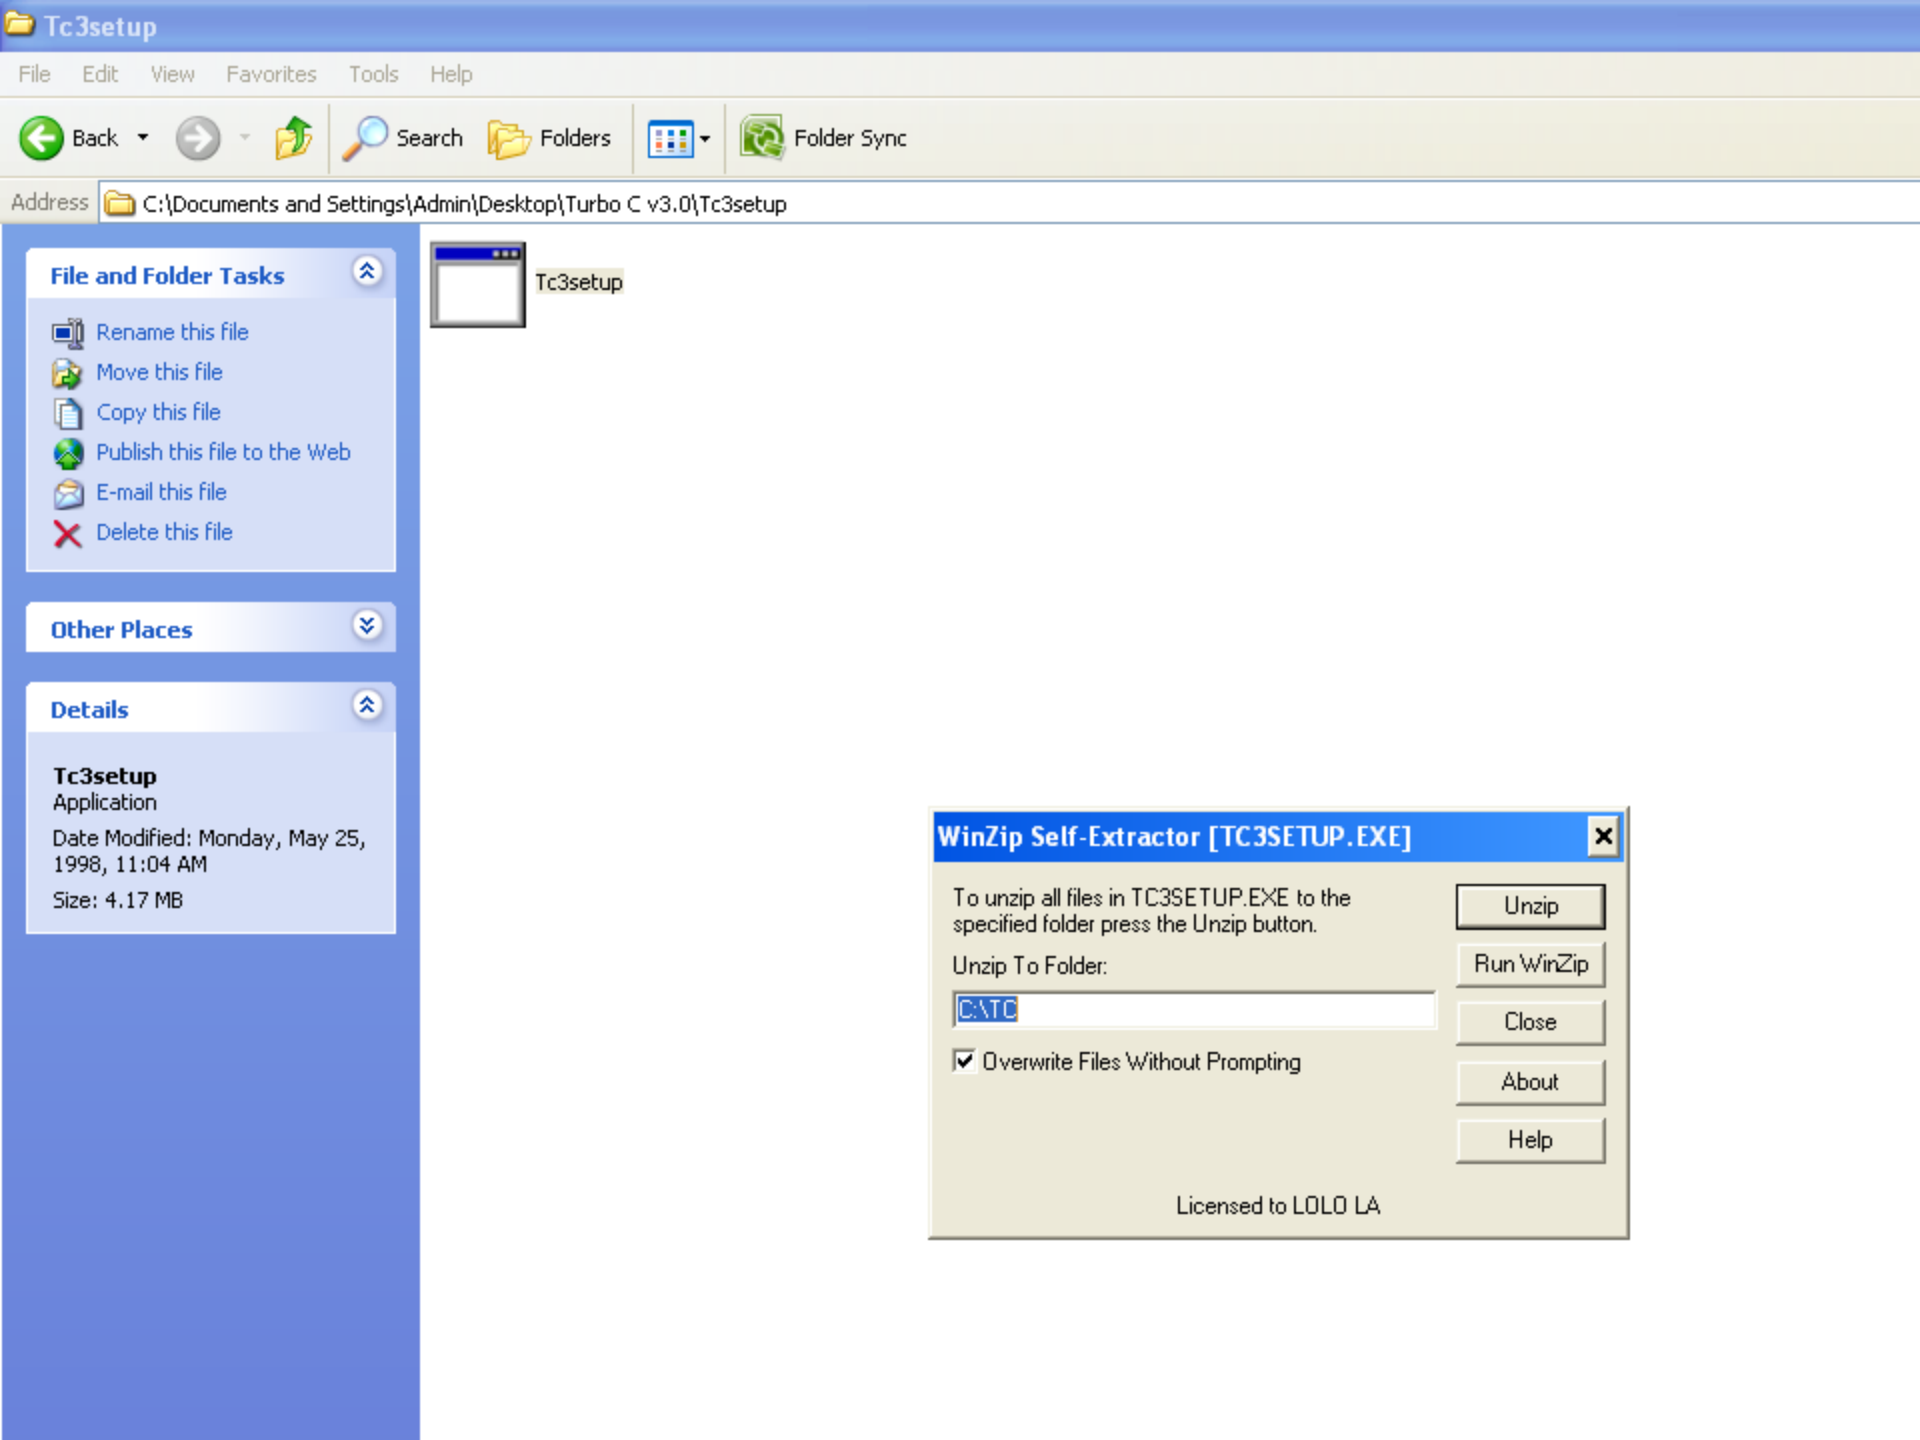 Tc3setup
File Edit View Favorites Tools Help
Back Search Folders Folder Sync
Address C:\Documents and Settings\Admin\Desktop\Turbo C v3.0\Tc3setup
File and Folder Tasks
Rename this file
Move this file
Copy this file
Publish this file to the Web
E-mail this file
Delete this file
Other Places
Details
Tc3setup
Application
Date Modified: Monday, May 25,
1998, 11:04 AM
Size: 4.17 MB
Tc3setup
WinZip Self-Extractor [TC3SETUP.EXE]
To unzip all files in TC3SETUP.EXE to the
specified folder press the Unzip button.
Unzip To Folder:
C:\TC
Overwrite Files Without Prompting
Unzip
Run WinZip
Close
About
Help
Licensed to LOLO LA